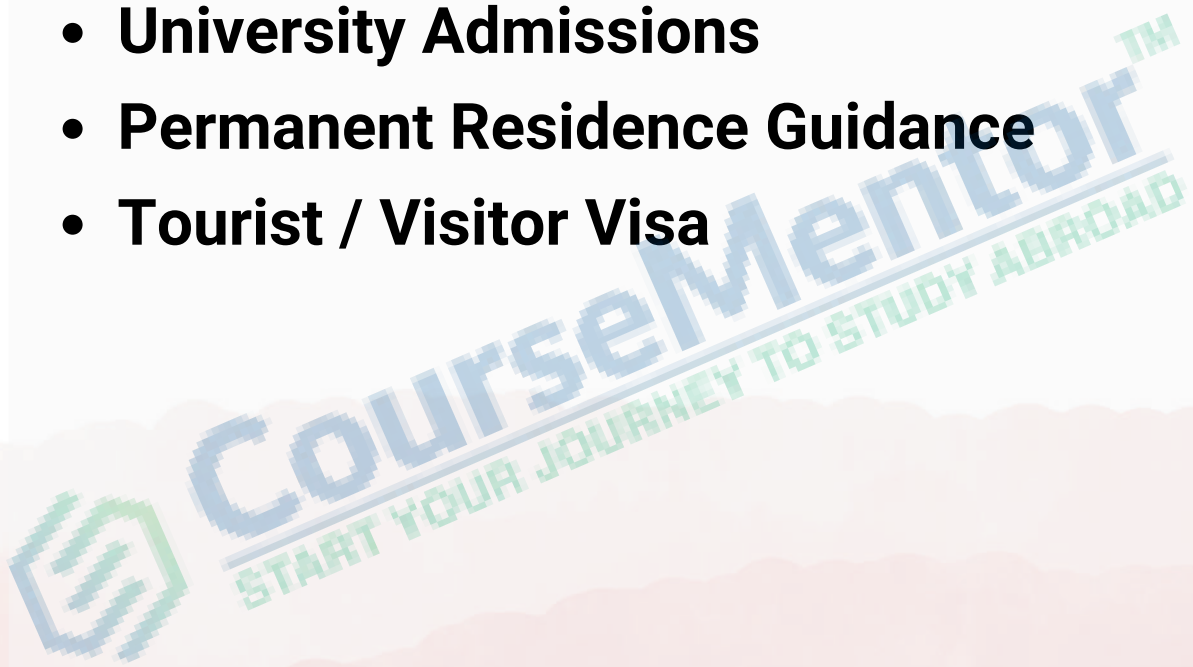 • University Admissions
• Permanent Residence Guidance
• Tourist / Visitor Visa
CourseMentor™
START YOUR JOURNEY TO STUDY ABROAD